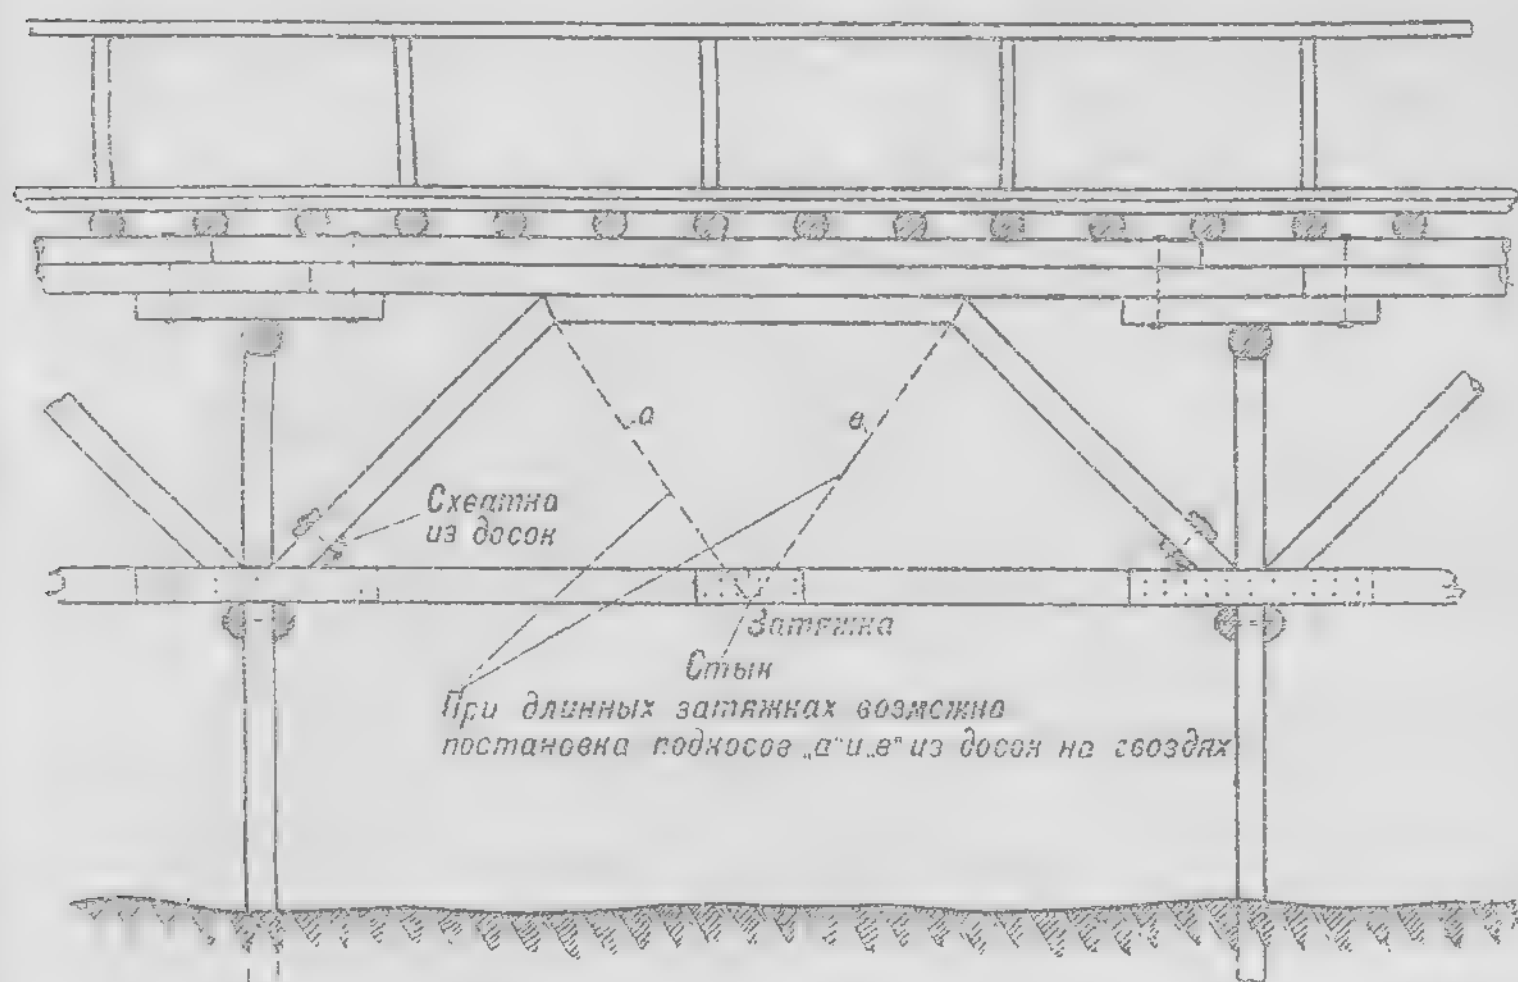 а
в
Схватка
из досок
Затяжка
Стык
При длинных затяжках возможна
постановка подкосов „а“ и „в“ из досок на гвоздях